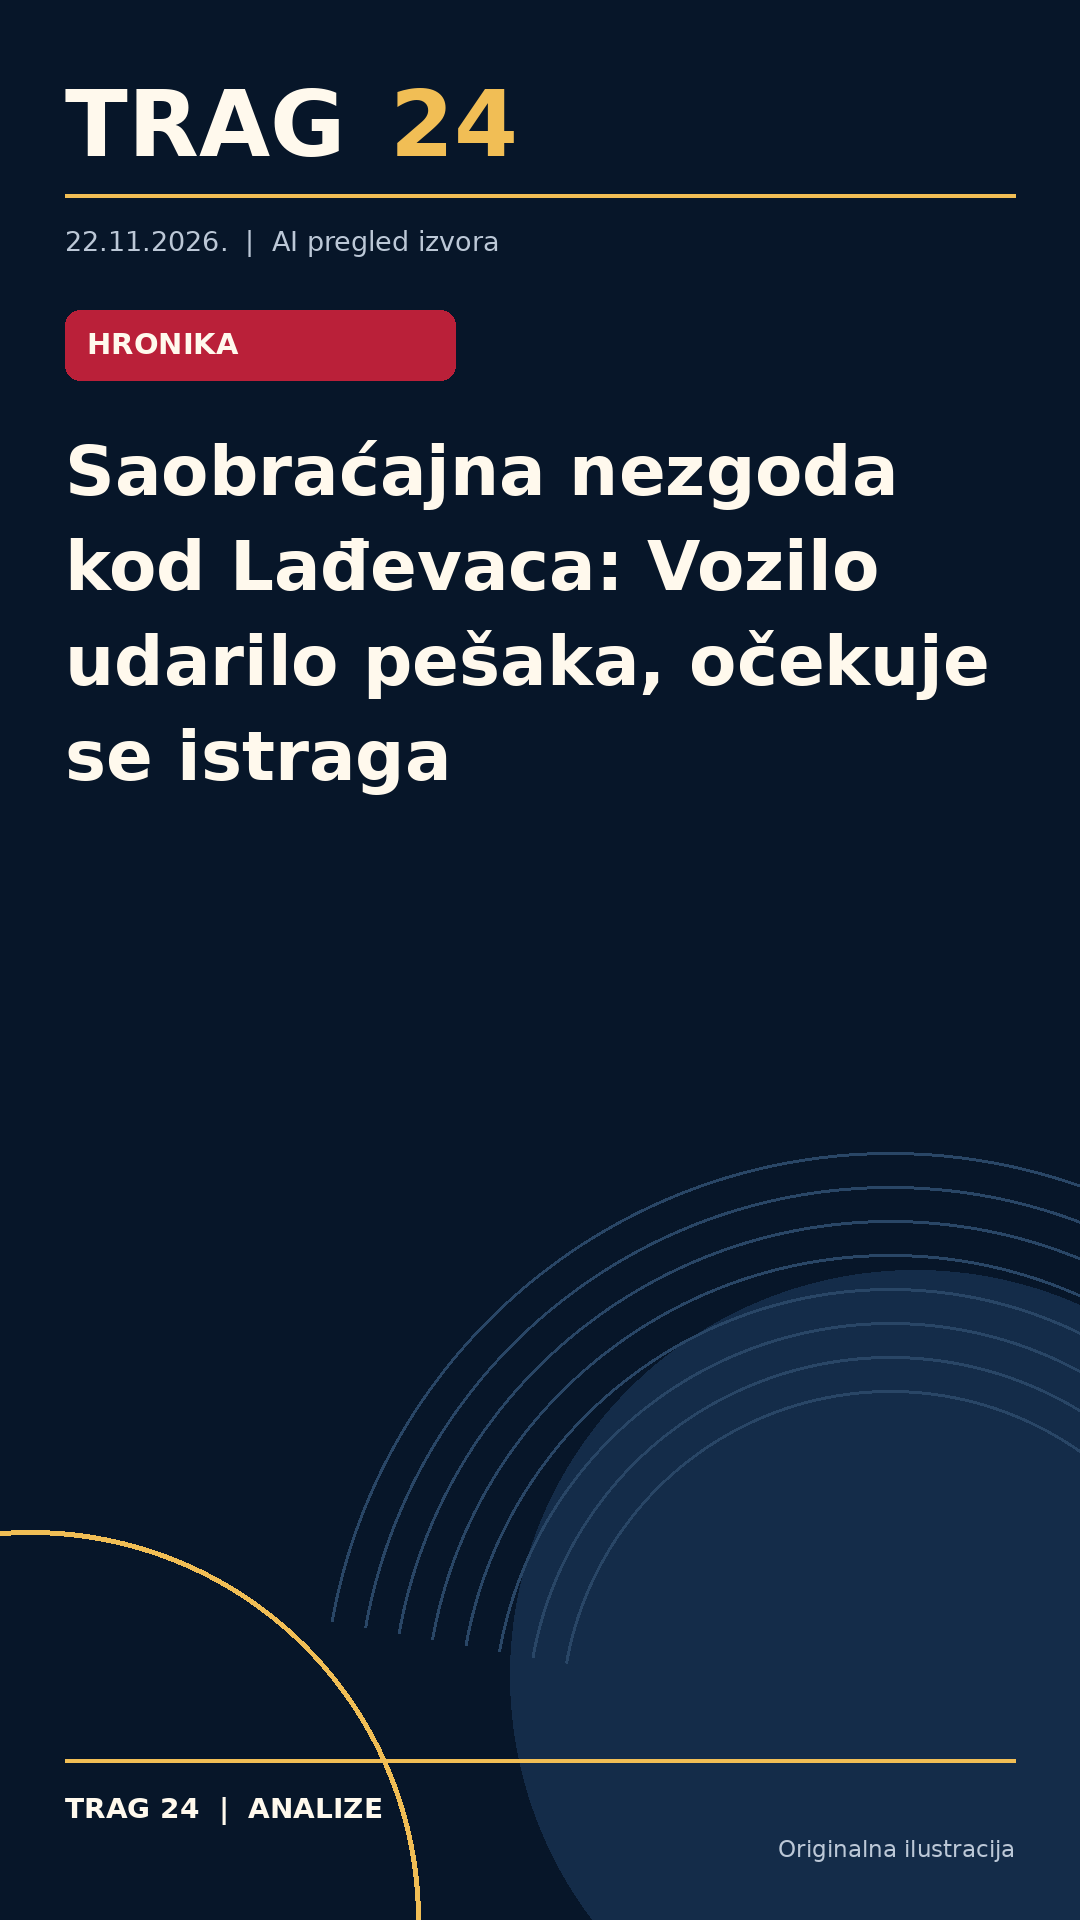 TRAG 24
22.11.2026. | AI pregled izvora
HRONIKA
Saobraćajna nezgoda
kod Lađevaca: Vozilo
udarilo pešaka, očekuje
se istraga
TRAG 24 | ANALIZE
Originalna ilustracija